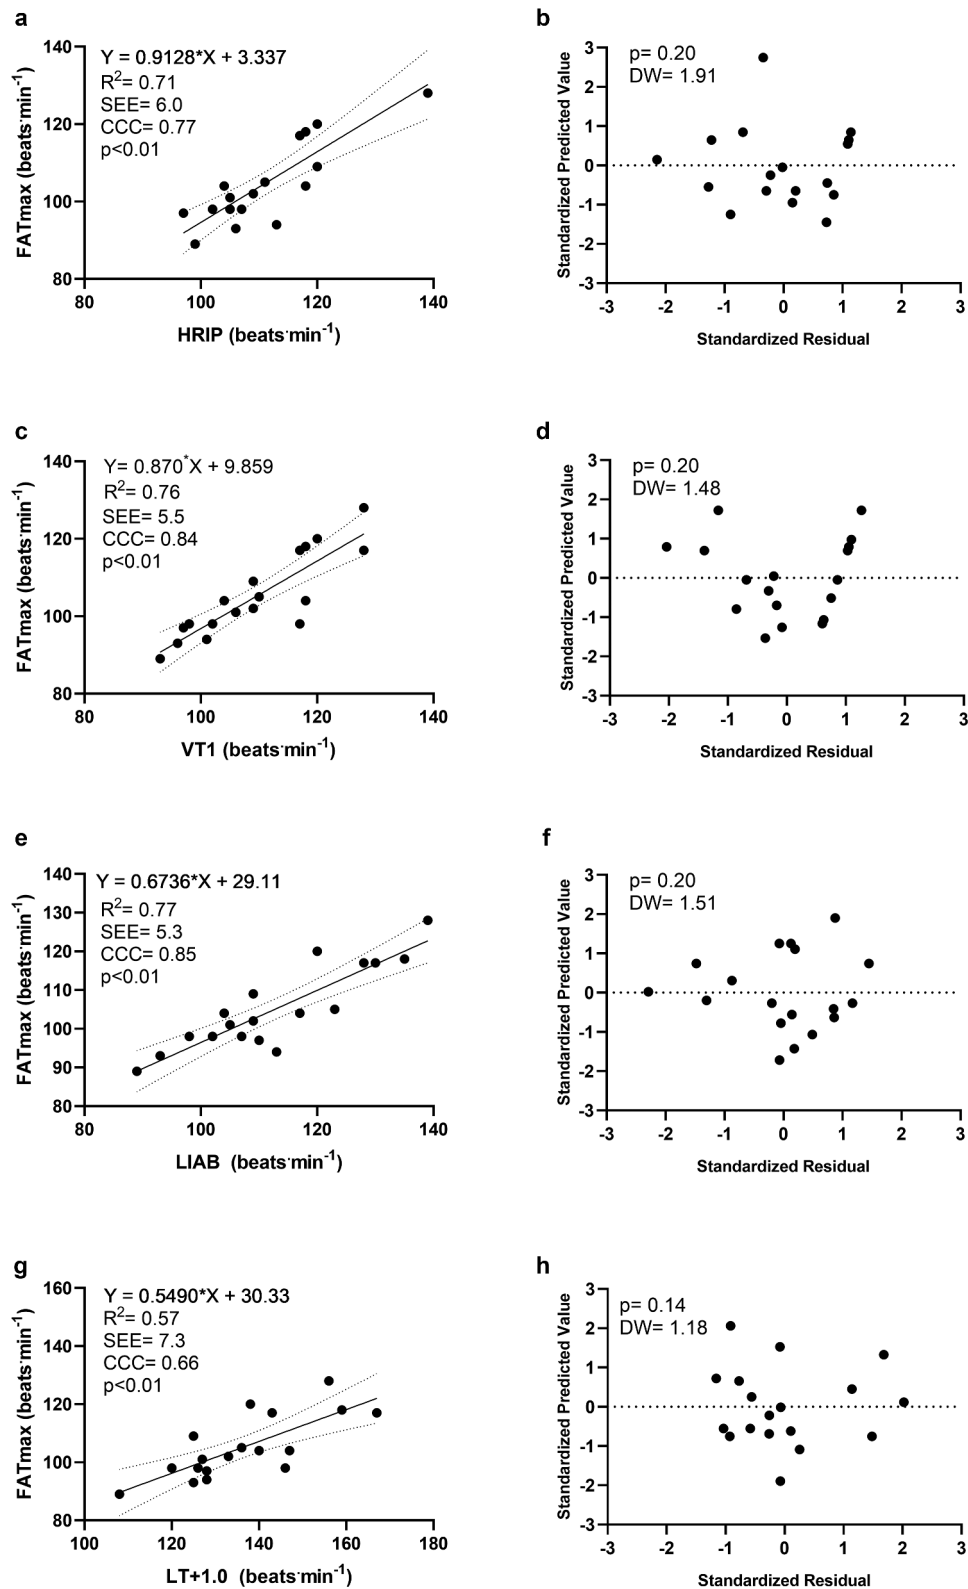 a
Y = 0.9128*X + 3.337
R²= 0.71
SEE= 6.0
CCC= 0.77
p<0.01
140
120
100
80
FATmax (beats·min⁻¹)
80 100 120 140
HRIP (beats·min⁻¹)
b
p= 0.20
DW= 1.91
3
2
1
0
-1
-2
-3
Standardized Predicted Value
-3 -2 -1 0 1 2 3
Standardized Residual
c
Y= 0.870*X + 9.859
R²= 0.76
SEE= 5.5
CCC= 0.84
p<0.01
140
120
100
80
FATmax (beats·min⁻¹)
80 100 120 140
VT1 (beats·min⁻¹)
d
p= 0.20
DW= 1.48
3
2
1
0
-1
-2
-3
Standardized Predicted Value
-3 -2 -1 0 1 2 3
Standardized Residual
e
Y = 0.6736*X + 29.11
R²= 0.77
SEE= 5.3
CCC= 0.85
p<0.01
140
130
120
110
100
90
80
FATmax (beats·min⁻¹)
80 100 120 140
LIAB (beats·min⁻¹)
f
p= 0.20
DW= 1.51
3
2
1
0
-1
-2
-3
Standardized Predicted Value
-3 -2 -1 0 1 2 3
Standardized Residual
g
Y = 0.5490*X + 30.33
R²= 0.57
SEE= 7.3
CCC= 0.66
p<0.01
160
140
120
100
80
FATmax (beats·min⁻¹)
100 120 140 160 180
LT+1.0 (beats·min⁻¹)
h
p= 0.14
DW= 1.18
3
2
1
0
-1
-2
-3
Standardized Predicted Value
-3 -2 -1 0 1 2 3
Standardized Residual